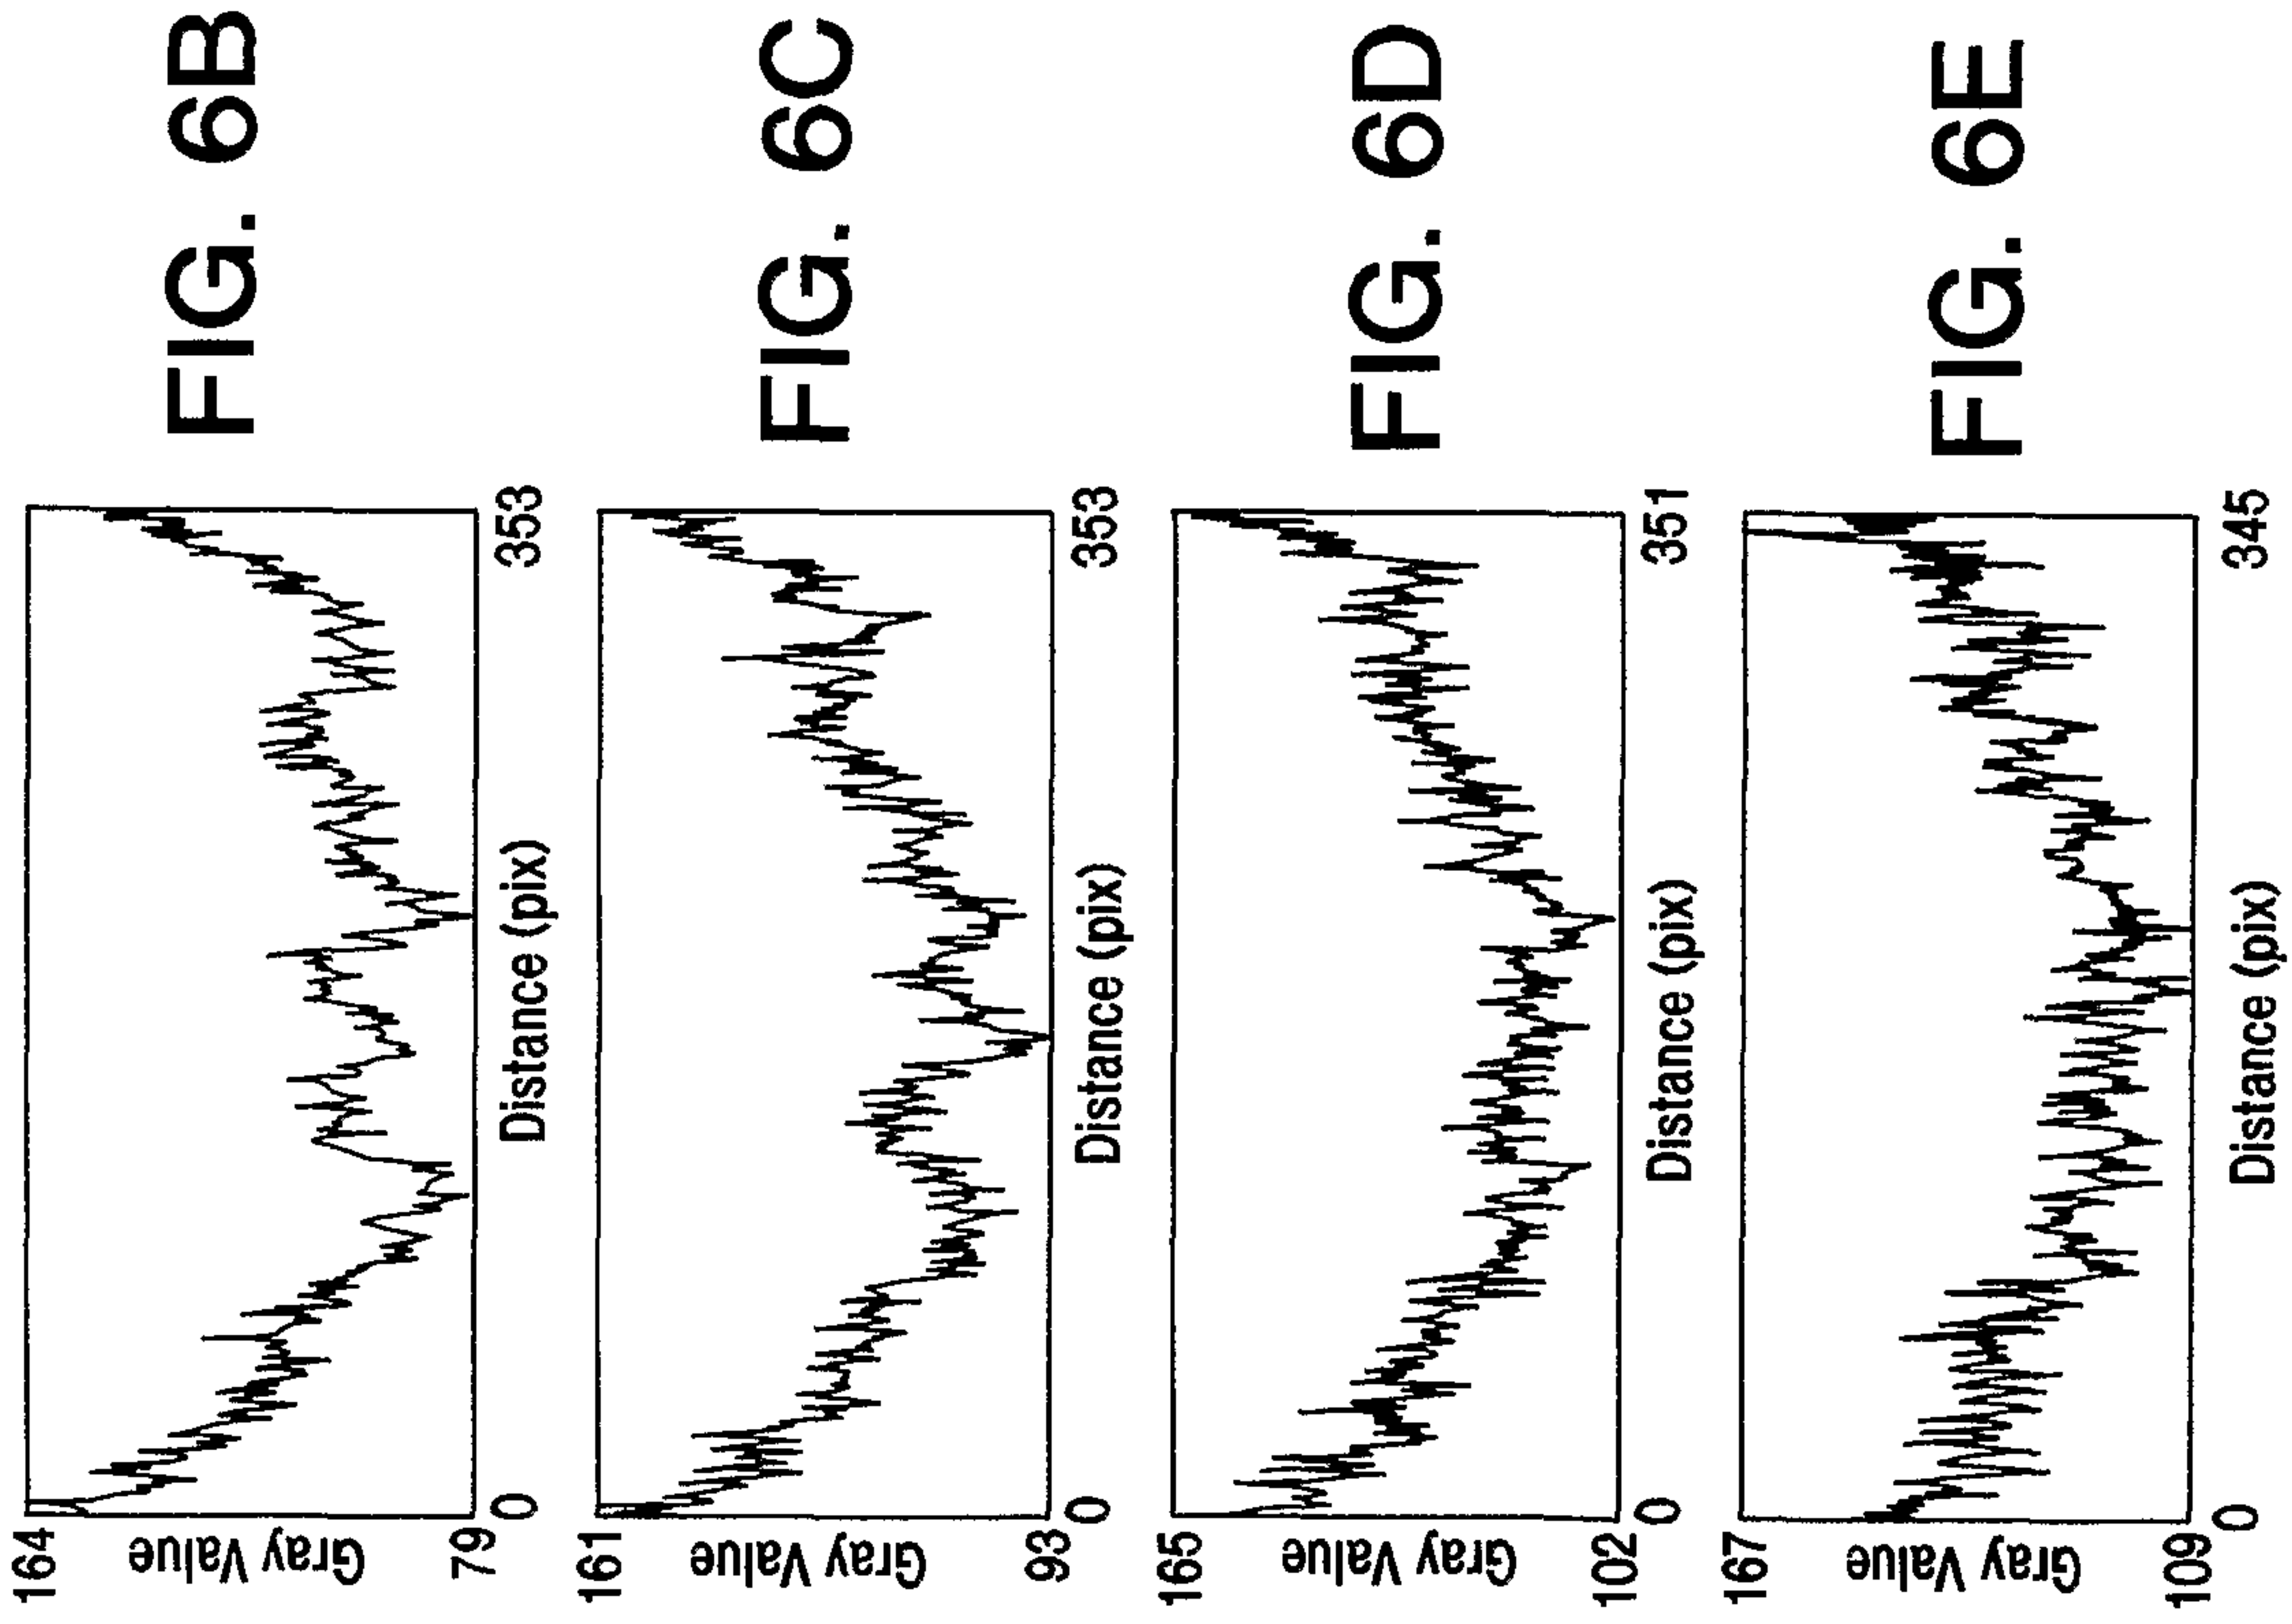 164
Gray Value
79
0
Distance (pix)
353
FIG. 6B
161
Gray Value
93
0
Distance (pix)
353
FIG. 6C
165
Gray Value
102
0
Distance (pix)
351
FIG. 6D
167
Gray Value
109
0
Distance (pix)
345
FIG. 6E